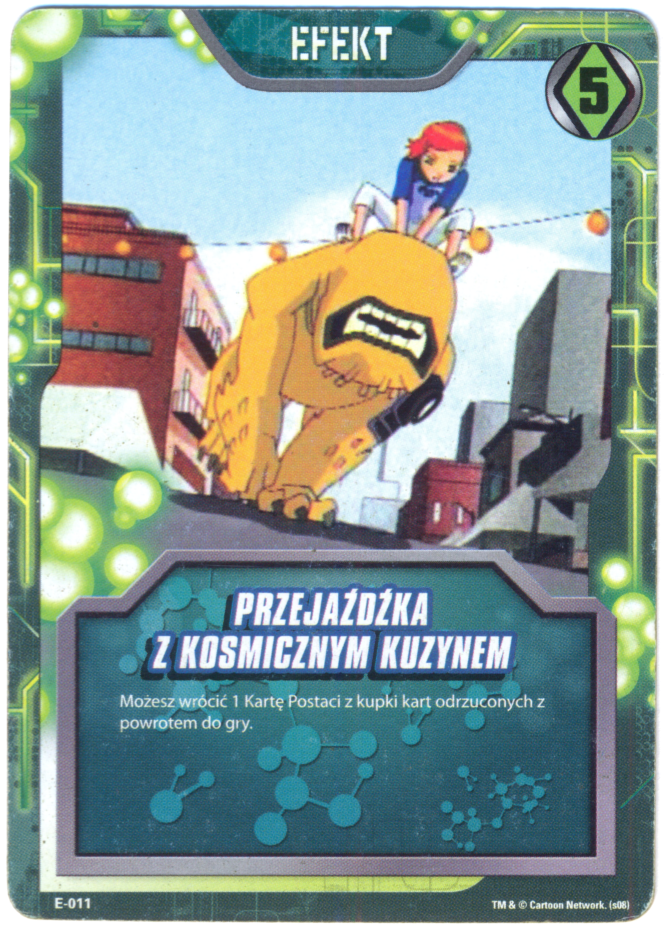 EFEKT
5
PRZEJAŻDŻKA
Z KOSMICZNYM KUZYNEM
Możesz wrócić 1 Kartę Postaci z kupki kart odrzuconych z
powrotem do gry.
E-011
TM & © Cartoon Network. (s08)